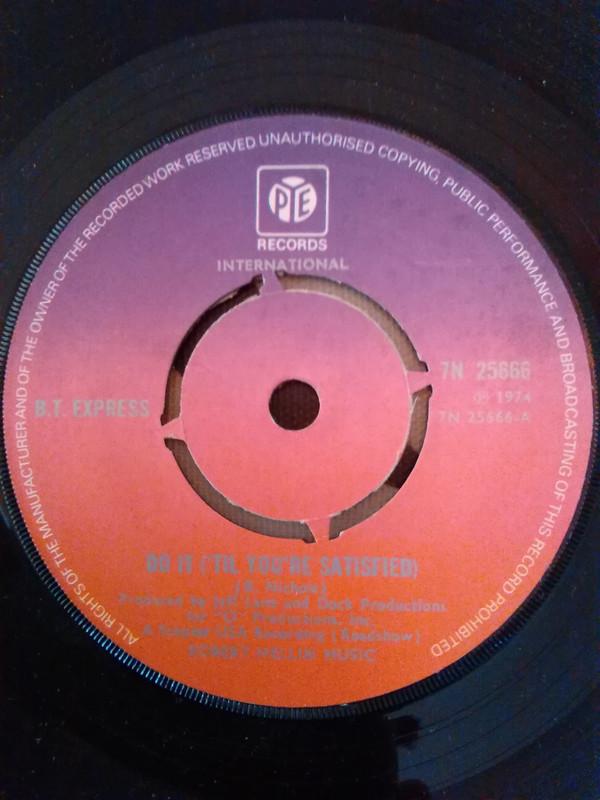 ALL RIGHTS OF THE MANUFACTURER AND OF THE OWNER OF THE RECORDED WORK RESERVED UNAUTHORISED COPYING, PUBLIC PERFORMANCE AND BROADCASTING OF THIS RECORD PROHIBITED
PYE
RECORDS
INTERNATIONAL
7N 25666
℗ 1974
7N 25666-A
B.T. EXPRESS
DO IT ('TIL YOU'RE SATISFIED)
(B. Nichols)
Produced by Jeff Lane and Dock Productions
for Productions, Inc.
A Scepter USA Recording (Roadshow)
ROBERT MELLIN MUSIC